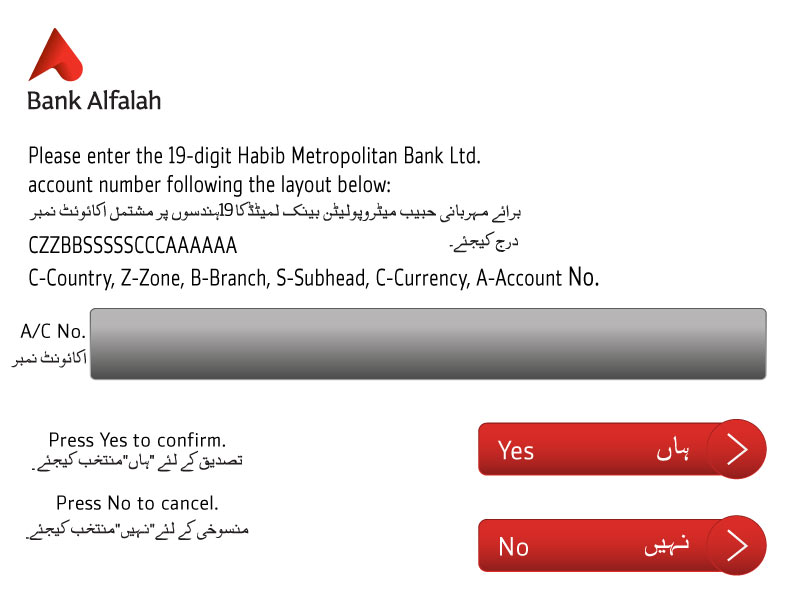 Bank Alfalah
Please enter the 19-digit Habib Metropolitan Bank Ltd.
account number following the layout below:
برائے مہربانی حبیب میٹروپولیٹن بینک لمیٹڈکا19ہندسوں پر مشتمل اکائونٹ نمبر
درج کیجئے۔
CZZBBSSSSSCCCAAAAAA
C-Country, Z-Zone, B-Branch, S-Subhead, C-Currency, A-Account No.
A/C No.
اکائونٹ نمبر
Press Yes to confirm.
تصدیق کے لئے "ہاں"منتخب کیجئے۔
Yes ہاں
Press No to cancel.
منسوخی کے لئے"نہیں"منتخب کیجئے۔
No نہیں